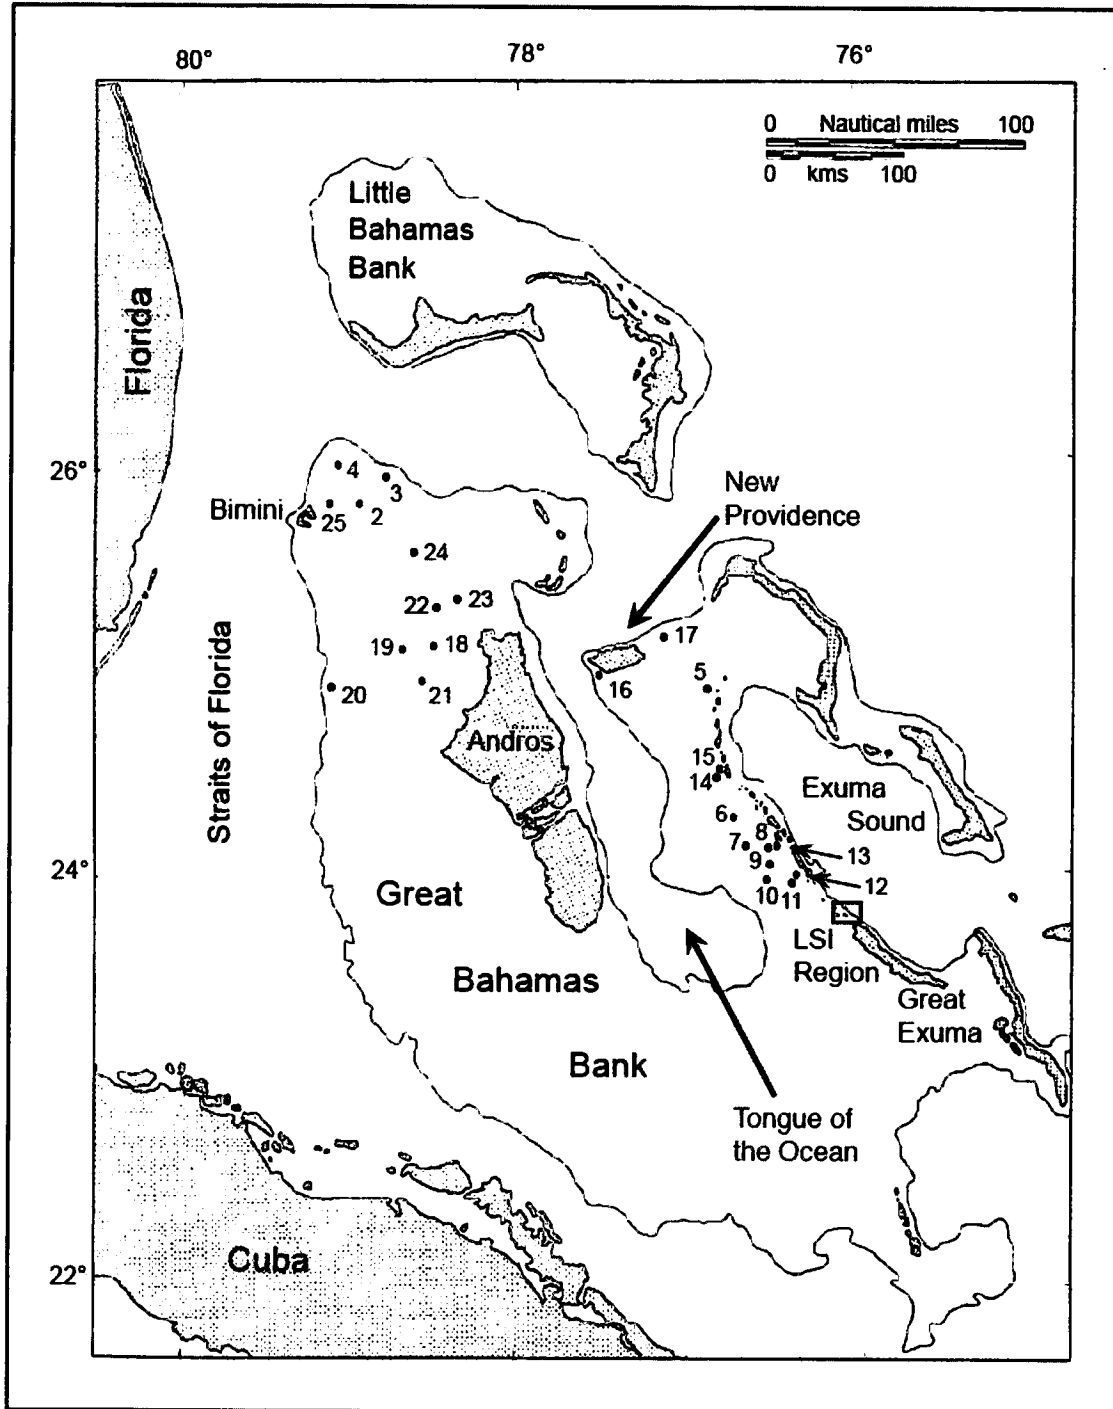 80°
78°
76°
0 Nautical miles 100
0 kms 100
Little
Bahamas
Bank
Florida
26°
4
3
New
Providence
Bimini
25
2
24
22
23
17
19
18
5
16
20
21
Straits of Florida
Andros
15
14
Exuma
Sound
6
8
7
13
9
24°
12
10
11
Great
LSI
Region
Bahamas
Great
Exuma
Bank
Tongue of
the Ocean
Cuba
22°